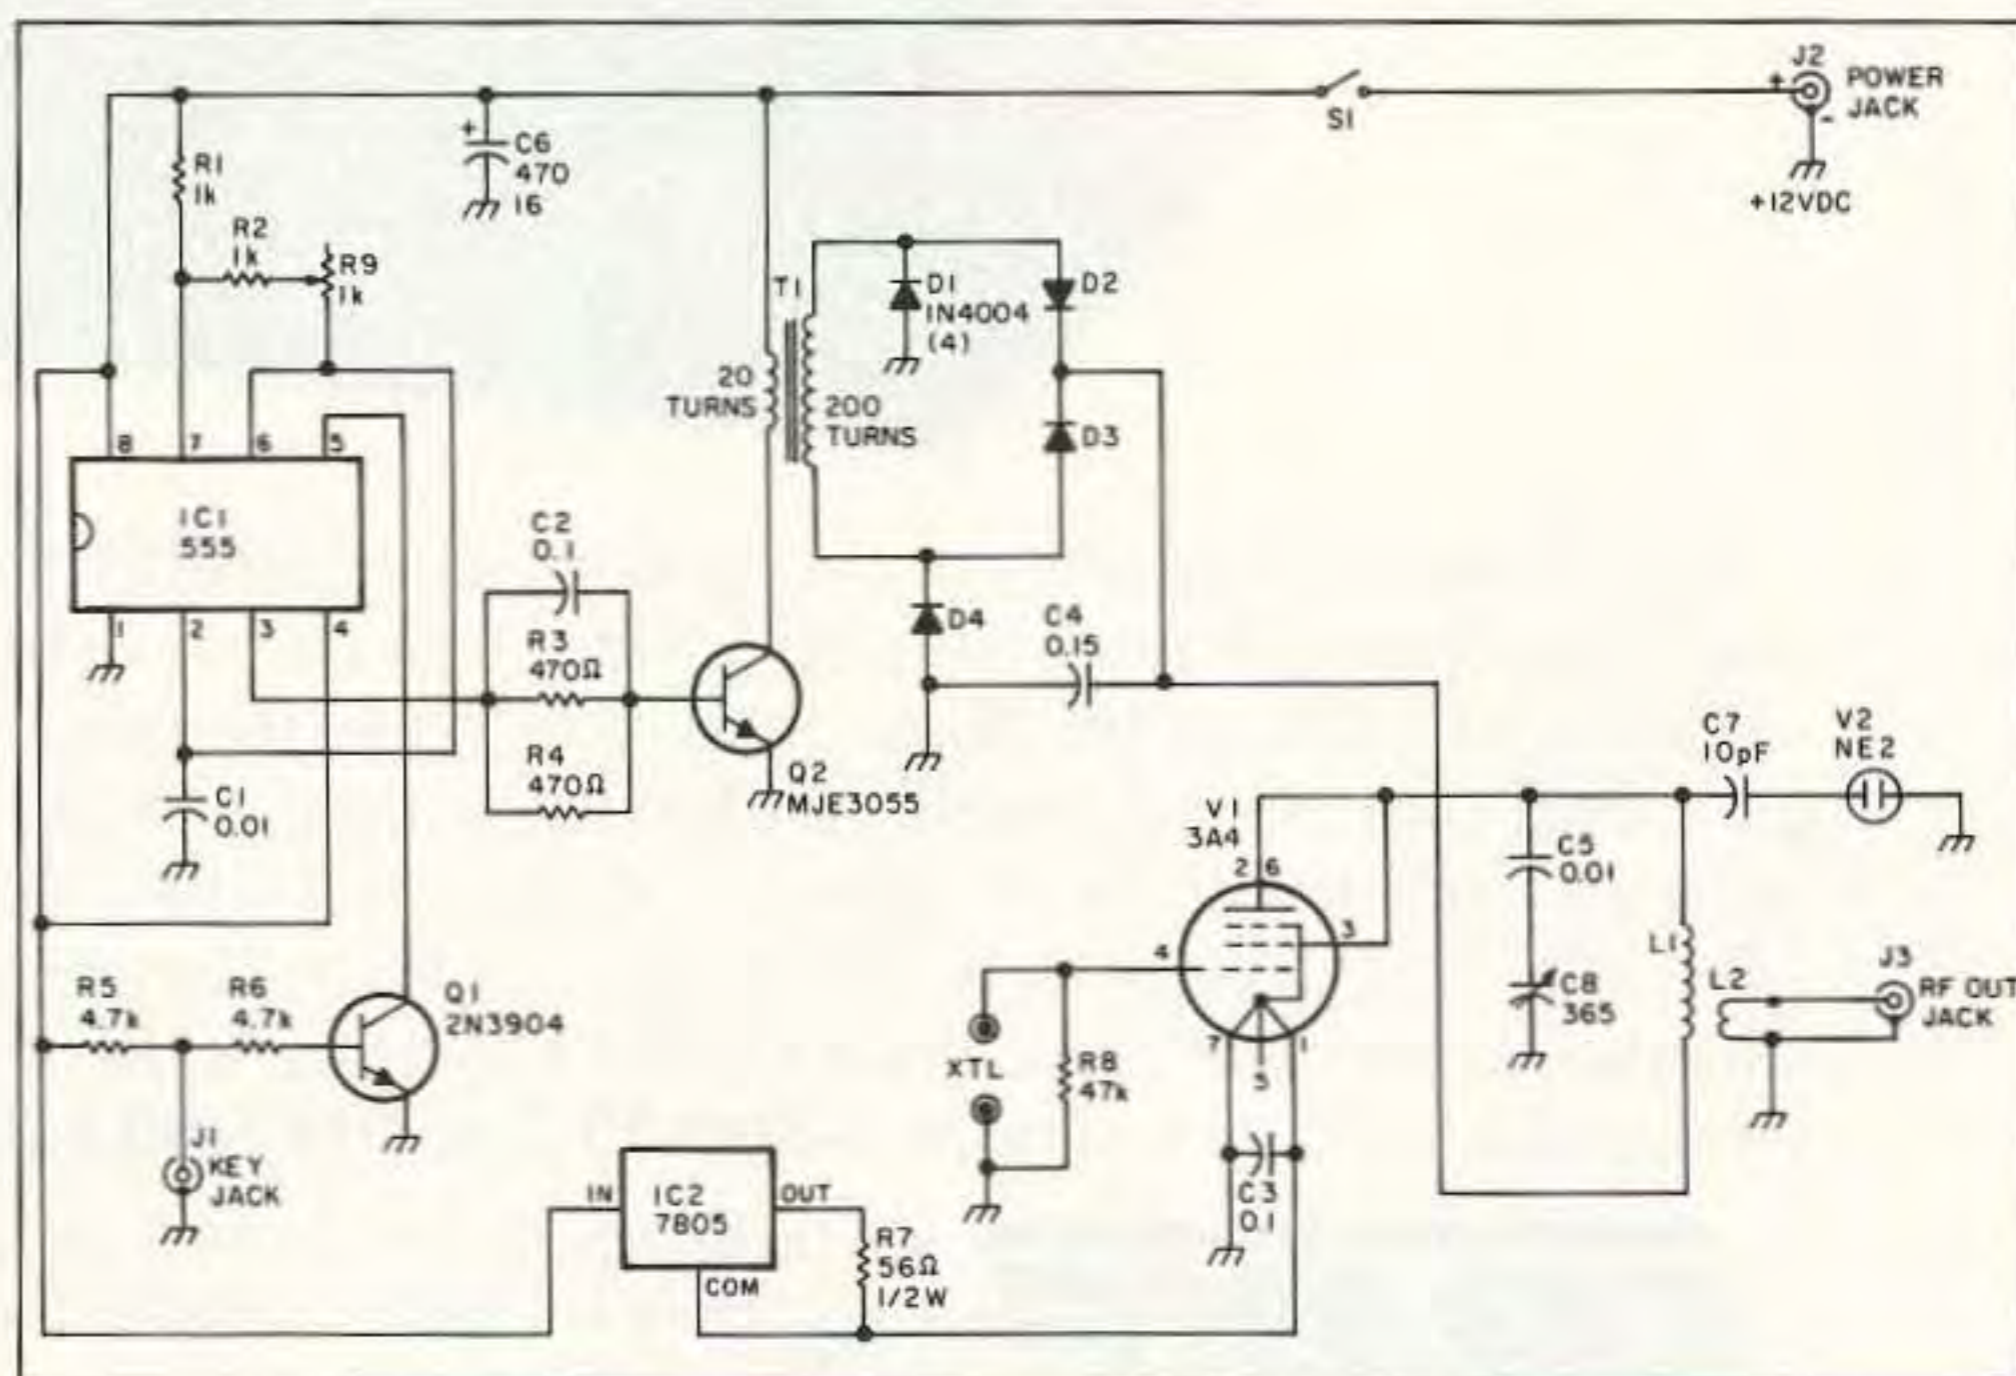 J2
POWER
JACK
+
-
+12VDC
S1
R1
1k
+
C6
470
16
R2
1k
R9
1k
T1
D1
1N4004
(4)
D2
20
TURNS
200
TURNS
D3
8
7
6
5
IC1
555
1
2
3
4
C2
0.1
R3
470Ω
R4
470Ω
D4
C4
0.15
Q2
MJE3055
C1
0.01
C7
10pF
V2
NE2
V1
3A4
2
6
3
4
7
5
1
C5
0.01
C8
365
L1
L2
J3
RF OUT
JACK
R5
4.7k
R6
4.7k
Q1
2N3904
XTL
R8
47k
J1
KEY
JACK
C3
0.1
IN
IC2
7805
OUT
COM
R7
56Ω
1/2W